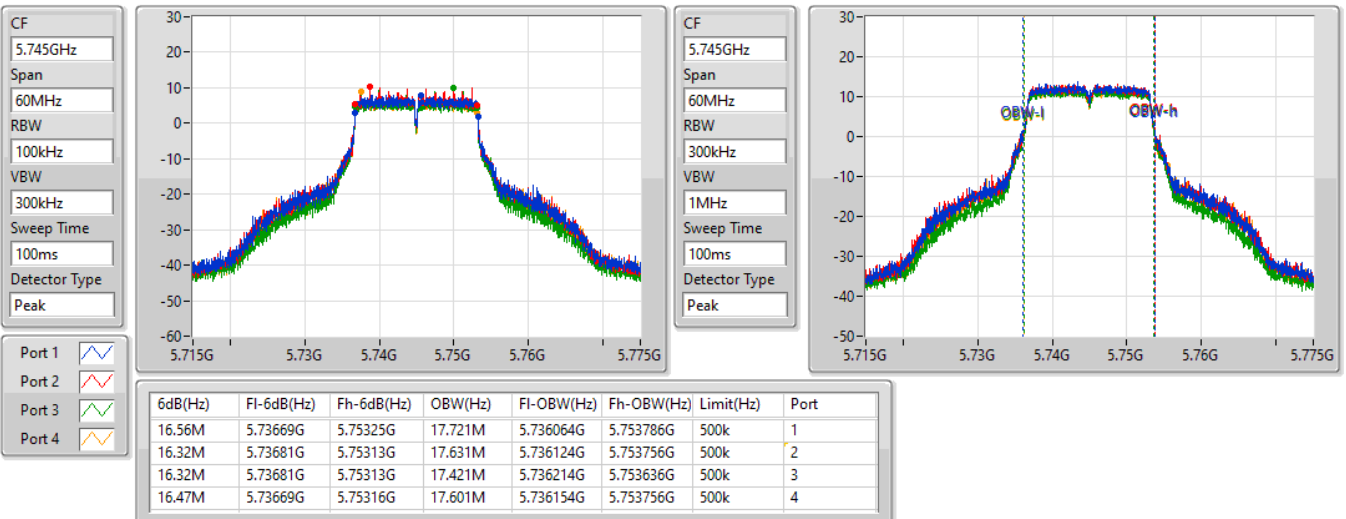 CF
5.745GHz
Span
60MHz
RBW
100kHz
VBW
300kHz
Sweep Time
100ms
Detector Type
Peak
30
20
10
0
-10
-20
-30
-40
-50
-60
5.715G 5.73G 5.74G 5.75G 5.76G 5.775G
CF
5.745GHz
Span
60MHz
RBW
300kHz
VBW
1MHz
Sweep Time
100ms
Detector Type
Peak
30
20
10
0
-10
-20
-30
-40
-50
OBW-l OBW-h
5.715G 5.73G 5.74G 5.75G 5.76G 5.775G
Port 1
Port 2
Port 3
Port 4
6dB(Hz) Fl-6dB(Hz) Fh-6dB(Hz) OBW(Hz) Fl-OBW(Hz) Fh-OBW(Hz) Limit(Hz) Port
16.56M 5.73669G 5.75325G 17.721M 5.736064G 5.753786G 500k 1
16.32M 5.73681G 5.75313G 17.631M 5.736124G 5.753756G 500k 2
16.32M 5.73681G 5.75313G 17.421M 5.736214G 5.753636G 500k 3
16.47M 5.73669G 5.75316G 17.601M 5.736154G 5.753756G 500k 4